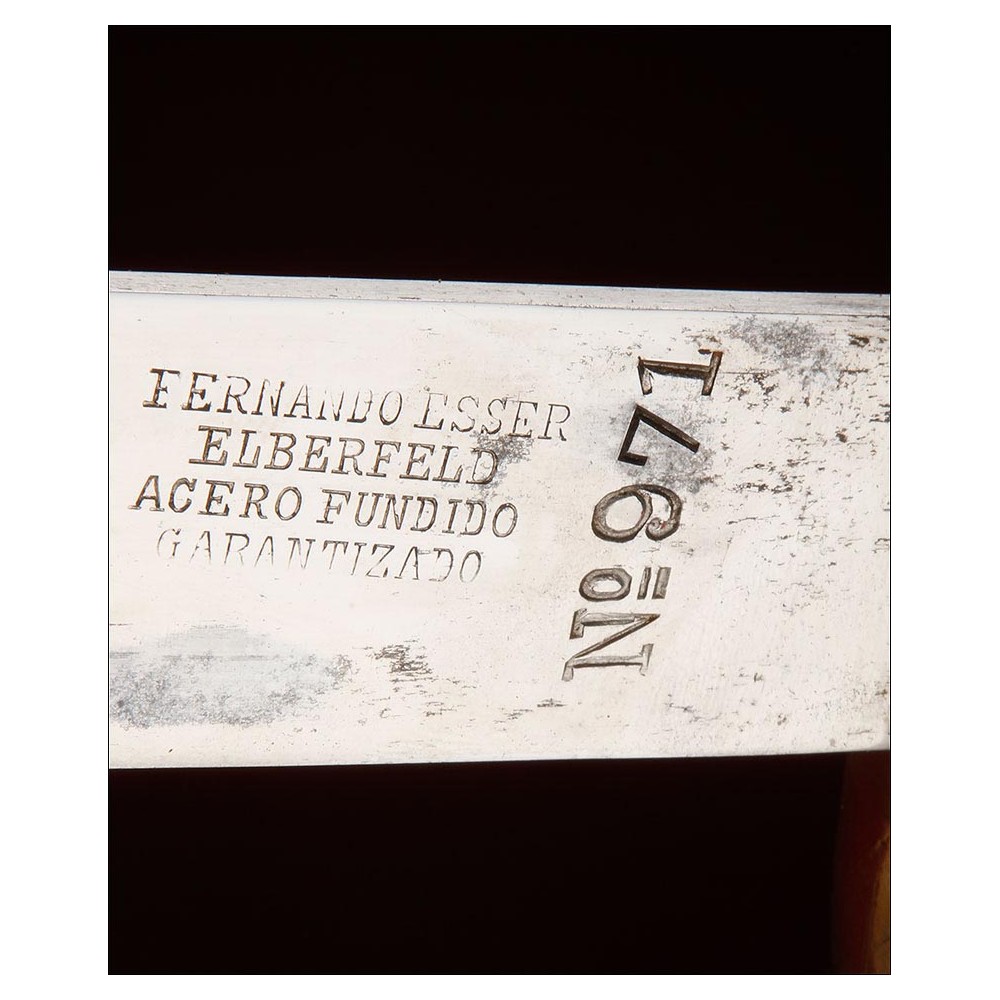 FERNANDO ESSER
ELBERFELD
ACERO FUNDIDO
GARANTIZADO
Nº 971